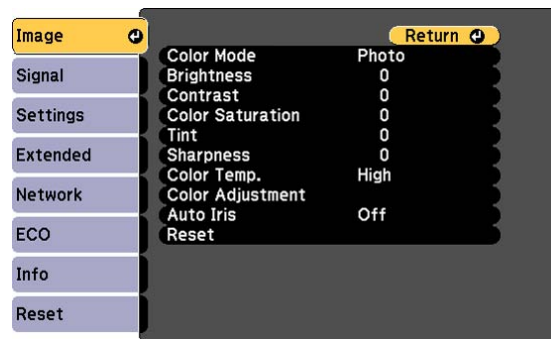 Image
Signal
Settings
Extended
Network
ECO
Info
Reset
Return
Color Mode Photo
Brightness 0
Contrast 0
Color Saturation 0
Tint 0
Sharpness 0
Color Temp. High
Color Adjustment
Auto Iris Off
Reset